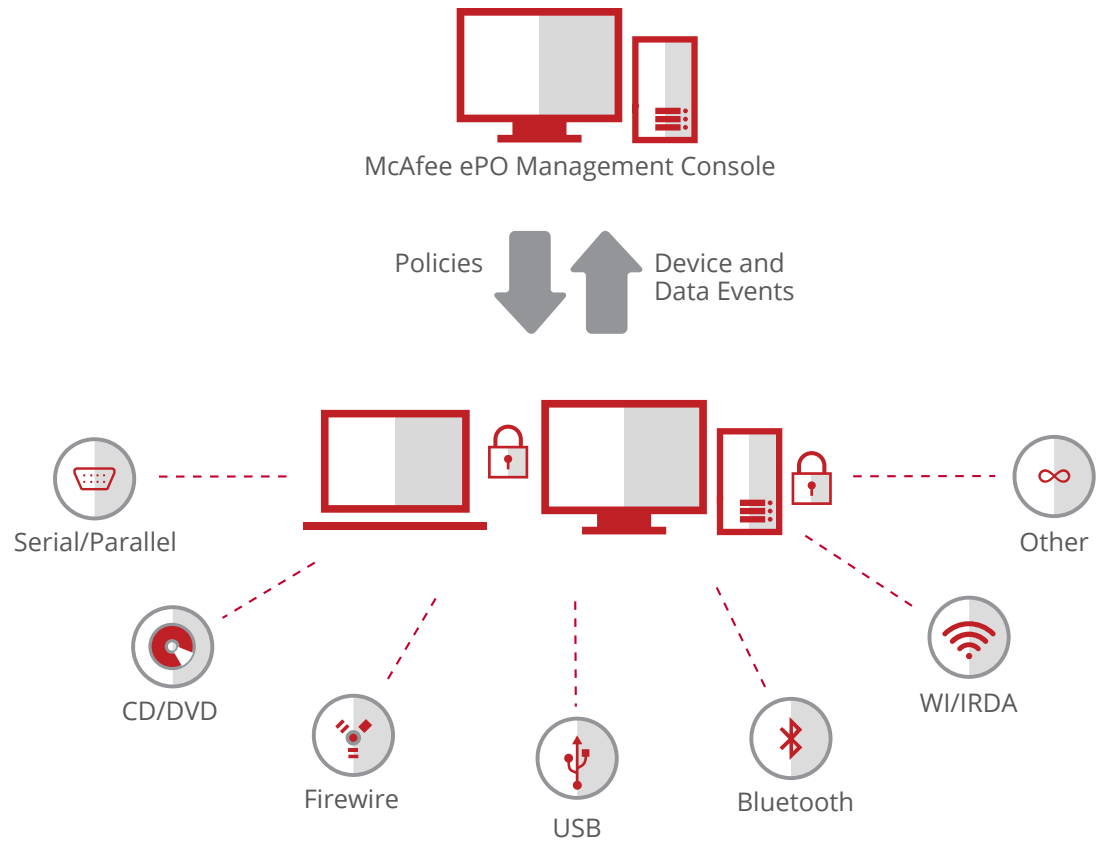 McAfee ePO Management Console
Policies
Device and
Data Events
Serial/Parallel
Other
CD/DVD
WI/IRDA
Firewire
Bluetooth
USB